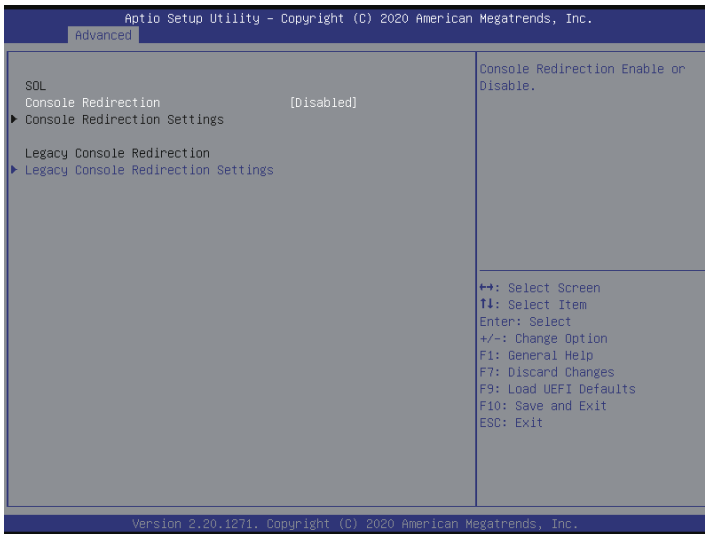 Aptio Setup Utility – Copyright (C) 2020 American Megatrends, Inc.
Advanced
SOL
Console Redirection [Disabled]
Console Redirection Settings
Legacy Console Redirection
Legacy Console Redirection Settings
Console Redirection Enable or
Disable.
↔: Select Screen
↑↓: Select Item
Enter: Select
+/-: Change Option
F1: General Help
F7: Discard Changes
F9: Load UEFI Defaults
F10: Save and Exit
ESC: Exit
Version 2.20.1271. Copyright (C) 2020 American Megatrends, Inc.